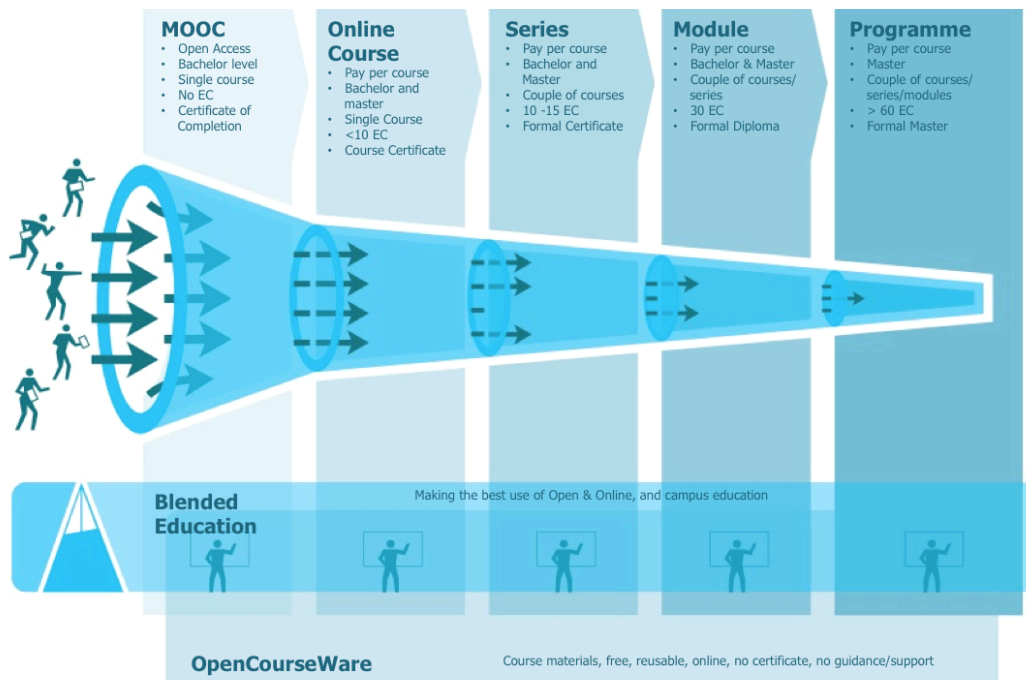 MOOC
• Open Access
• Bachelor level
• Single course
• No EC
• Certificate of
Completion
Online
Course
• Pay per course
• Bachelor and
master
• Single Course
• <10 EC
• Course Certificate
Series
• Pay per course
• Bachelor and
Master
• Couple of courses
• 10 -15 EC
• Formal Certificate
Module
• Pay per course
• Bachelor & Master
• Couple of courses/
series
• 30 EC
• Formal Diploma
Programme
• Pay per course
• Master
• Couple of courses/
series/modules
• > 60 EC
• Formal Master
Blended
Education
Making the best use of Open & Online, and campus education
OpenCourseWare
Course materials, free, reusable, online, no certificate, no guidance/support